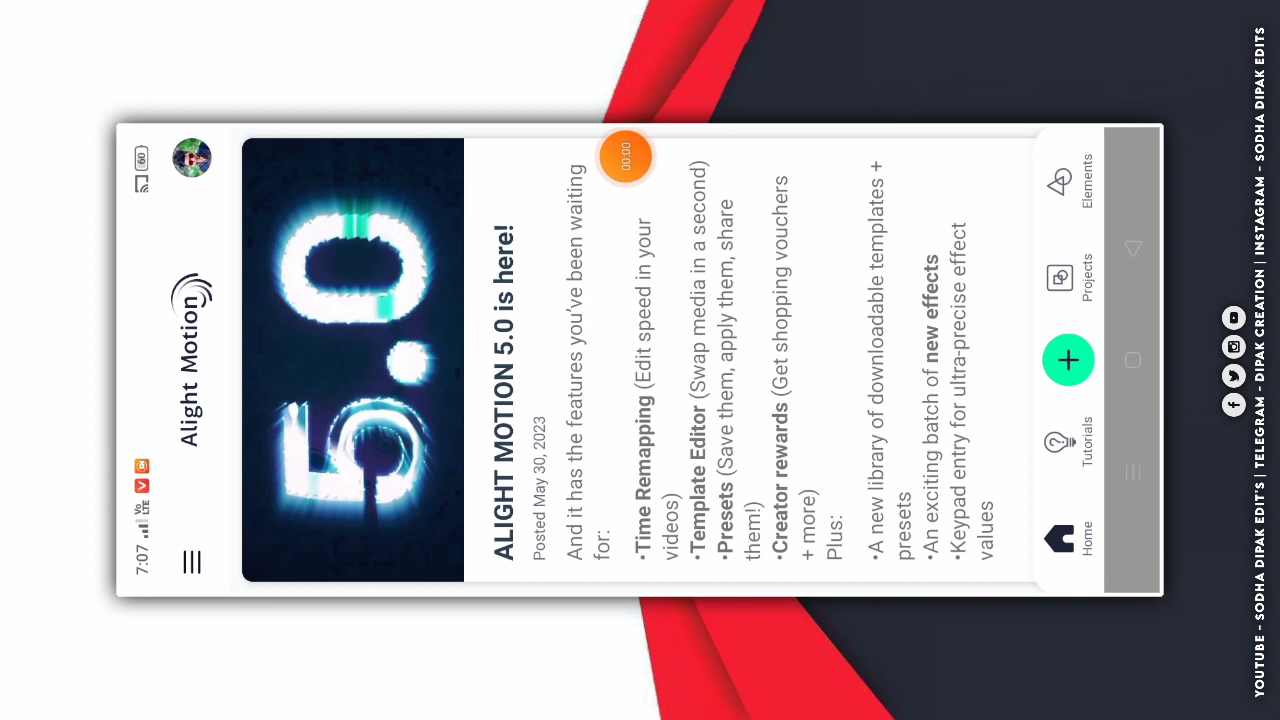 7:07 Vo LTE 60
Alight Motion
5.0
00:00
ALIGHT MOTION 5.0 is here!
Posted May 30, 2023
And it has the features you've been waiting
for:
•Time Remapping (Edit speed in your
videos)
•Template Editor (Swap media in a second)
•Presets (Save them, apply them, share
them!)
•Creator rewards (Get shopping vouchers
+ more)
Plus:
•A new library of downloadable templates +
presets
•An exciting batch of new effects
•Keypad entry for ultra-precise effect
values
Home Tutorials Projects Elements
YOUTUBE - SODHA DIPAK EDIT'S | TELEGRAM - DIPAK CREATION | INSTAGRAM - SODHA DIPAK EDITS